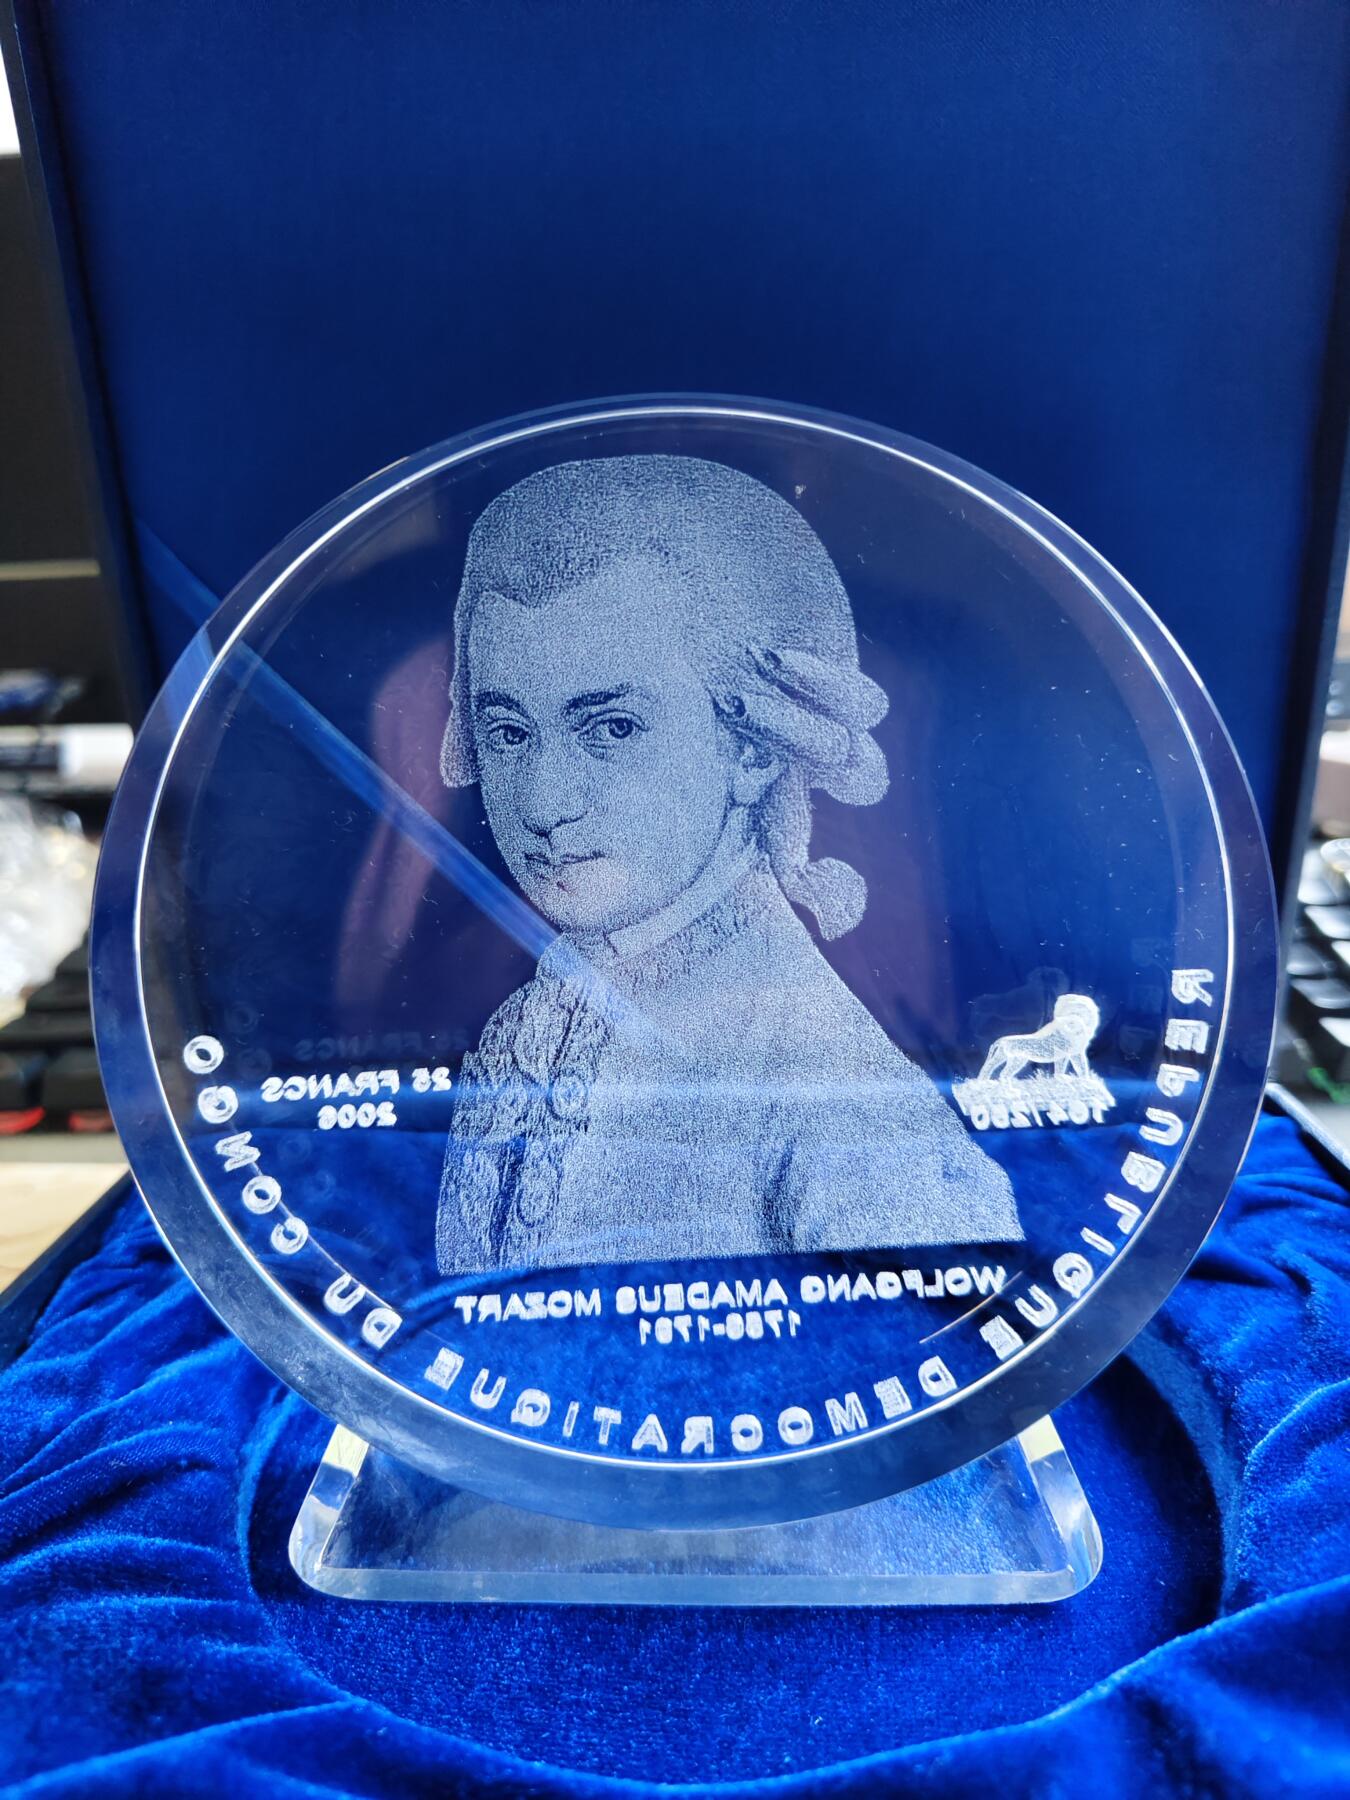 REPUBLIQUE DEMOCRATIQUE DU CONGO
25 FRANCS
2006
WOLFGANG AMADEUS MOZART
1756-1791